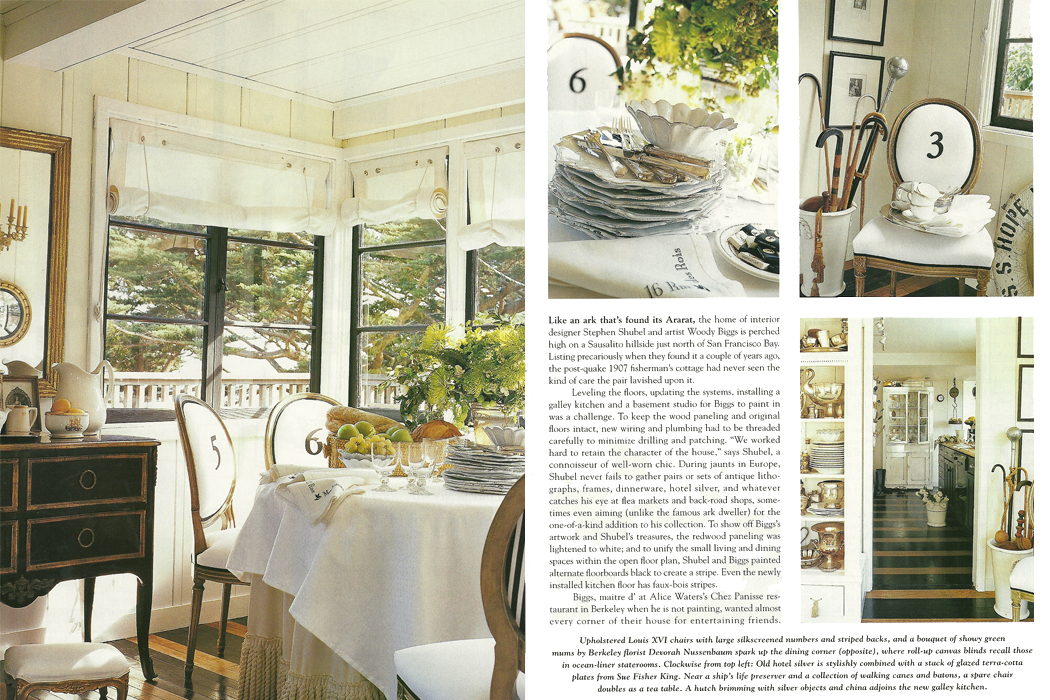 5
6
6
16 R
es Rois
3
S HOPE
Like an ark that's found its Ararat, the home of interior
designer Stephen Shubel and artist Woody Biggs is perched
high on a Sausalito hillside just north of San Francisco Bay.
Listing precariously when they found it a couple of years ago,
the post-quake 1907 fisherman's cottage had never seen the
kind of care the pair lavished upon it.
Leveling the floors, updating the systems, installing a
galley kitchen and a basement studio for Biggs to paint in
was a challenge. To keep the wood paneling and original
floors intact, new wiring and plumbing had to be threaded
carefully to minimize drilling and patching. "We worked
hard to retain the character of the house," says Shubel, a
connoisseur of well-worn chic. During jaunts in Europe,
Shubel never fails to gather pairs or sets of antique litho-
graphs, frames, dinnerware, hotel silver, and whatever
catches his eye at flea markets and back-road shops, some-
times even aiming (unlike the famous ark dweller) for the
one-of-a-kind addition to his collection. To show off Biggs's
artwork and Shubel's treasures, the redwood paneling was
lightened to white; and to unify the small living and dining
spaces within the open floor plan, Shubel and Biggs painted
alternate floorboards black to create a stripe. Even the newly
installed kitchen floor has faux-bois stripes.
Biggs, maitre d' at Alice Waters's Chez Panisse res-
taurant in Berkeley when he is not painting, wanted almost
every corner of their house for entertaining friends.
Upholstered Louis XVI chairs with large silkscreened numbers and striped backs, and a bouquet of showy green
mums by Berkeley florist Devorah Nussenbaum spark up the dining corner (opposite), where roll-up canvas blinds recall those
in ocean-liner staterooms. Clockwise from top left: Old hotel silver is stylishly combined with a stack of glazed terra-cotta
plates from Sue Fisher King. Near a ship's life preserver and a collection of walking canes and batons, a spare chair
doubles as a tea table. A hutch brimming with silver objects and china adjoins the new galley kitchen.